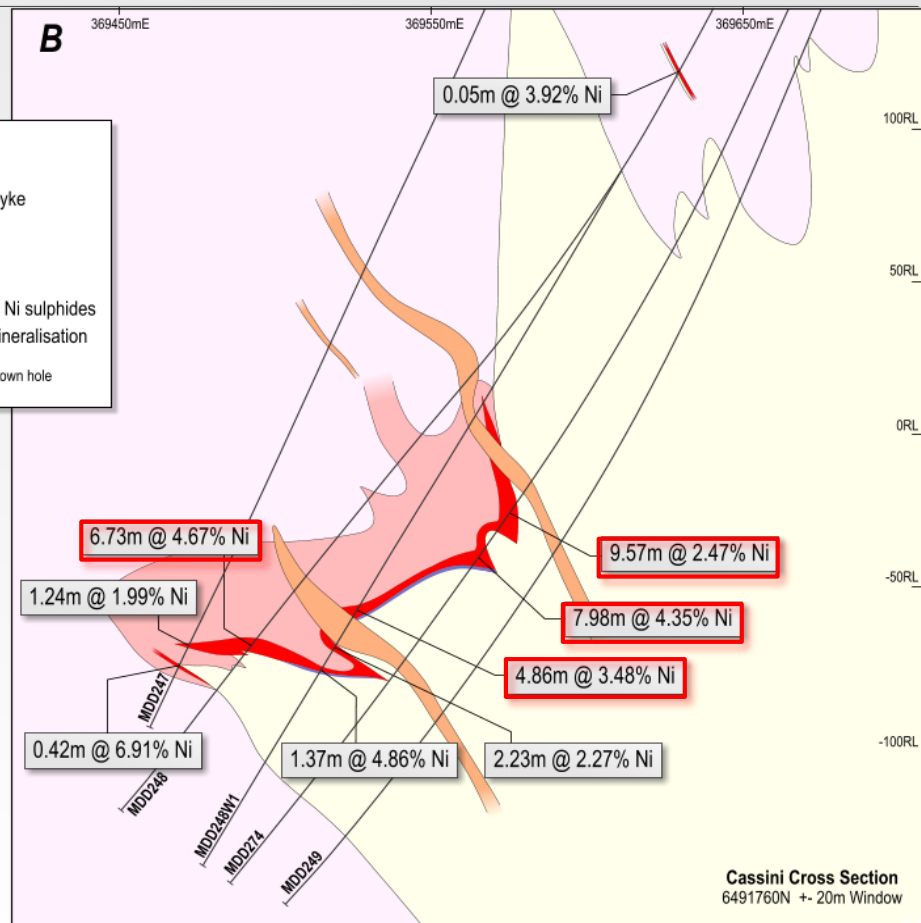 369450mE
369550mE
369650mE
B
0.05m @ 3.92% Ni
100RL
yke
50RL
Ni sulphides
neralisation
own hole
0RL
6.73m @ 4.67% Ni
9.57m @ 2.47% Ni
-50RL
1.24m @ 1.99% Ni
7.98m @ 4.35% Ni
4.86m @ 3.48% Ni
MDD247
0.42m @ 6.91% Ni
1.37m @ 4.86% Ni
2.23m @ 2.27% Ni
-100RL
MDD248
MDD248W1
MDD274
MDD249
Cassini Cross Section
6491760N +- 20m Window